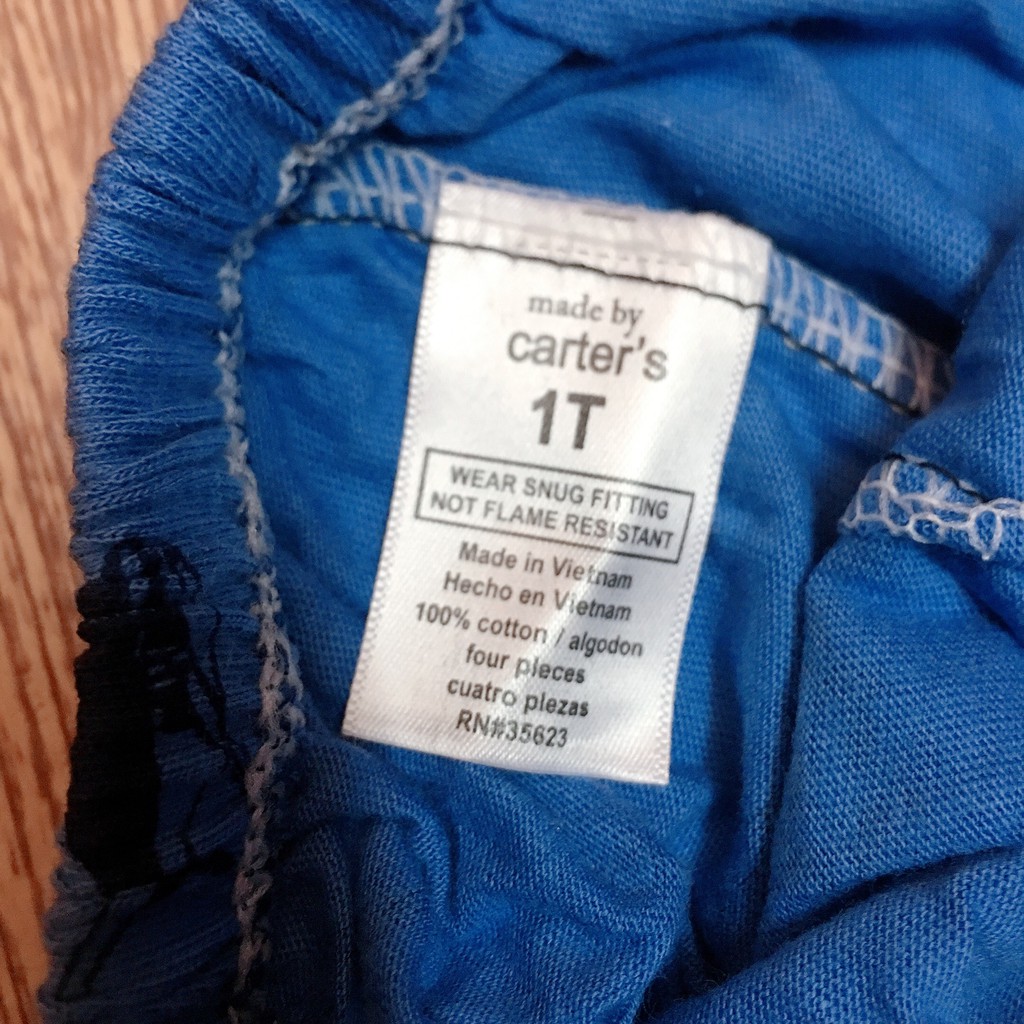 made by
carter's
1T
WEAR SNUG FITTING
NOT FLAME RESISTANT
Made in Vietnam
Hecho en Vietnam
100% cotton / algodon
four pieces
cuatro piezas
RN#35623